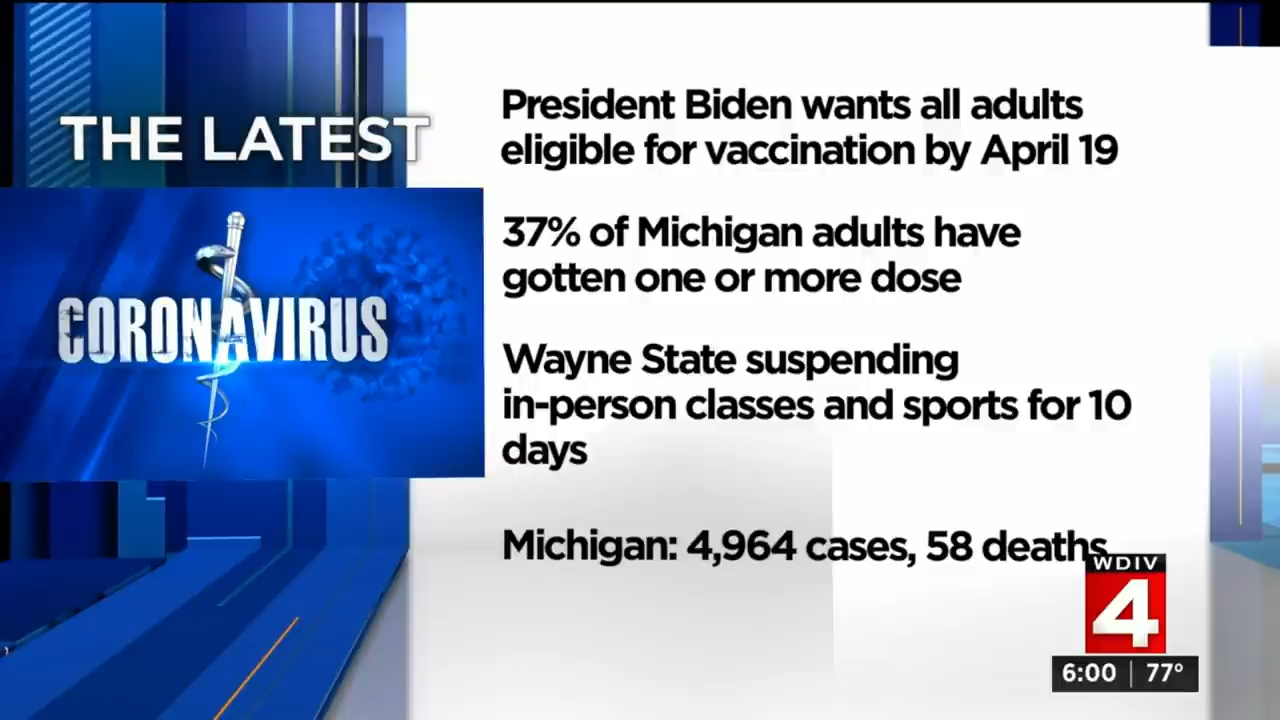 THE LATEST
CORONAVIRUS
President Biden wants all adults
eligible for vaccination by April 19
37% of Michigan adults have
gotten one or more dose
Wayne State suspending
in-person classes and sports for 10
days
Michigan: 4,964 cases, 58 deaths
WDIV
4
6:00 | 77°